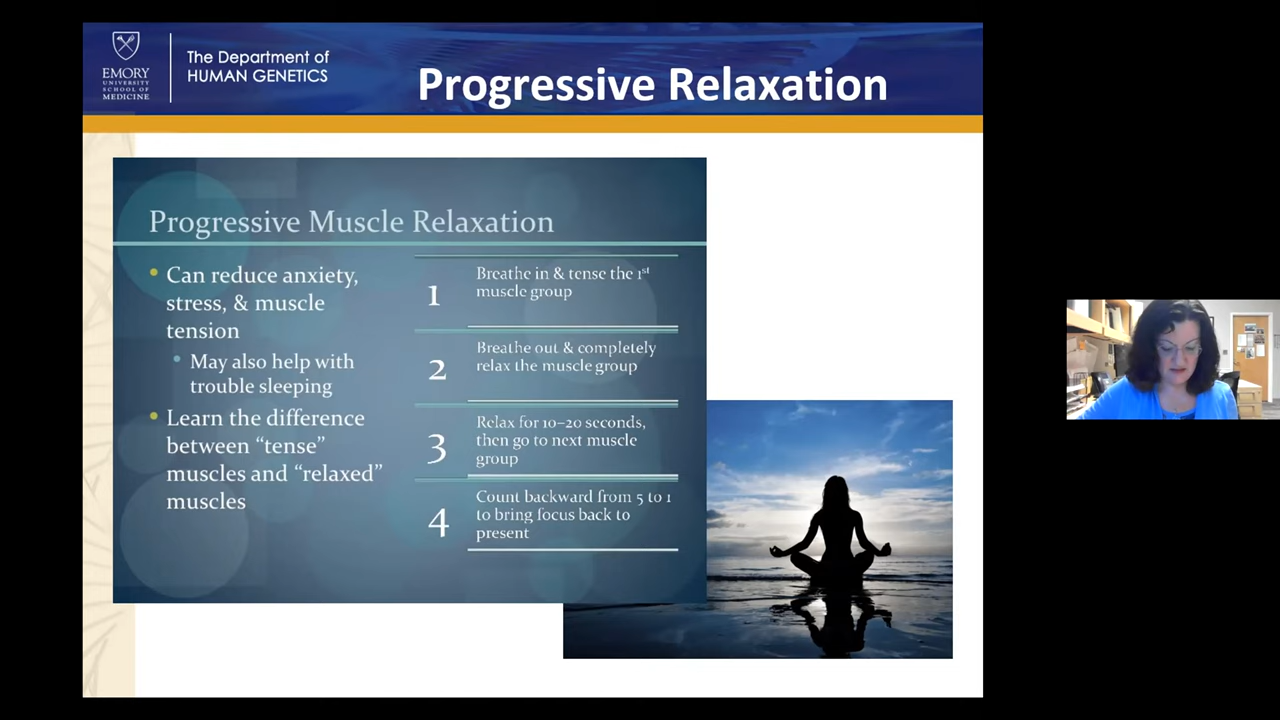 EMORY
UNIVERSITY
SCHOOL OF
MEDICINE
The Department of
HUMAN GENETICS
Progressive Relaxation
Progressive Muscle Relaxation
• Can reduce anxiety,
stress, & muscle
tension
• May also help with
trouble sleeping
• Learn the difference
between “tense”
muscles and “relaxed”
muscles
1
Breathe in & tense the 1st
muscle group
2
Breathe out & completely
relax the muscle group
3
Relax for 10–20 seconds,
then go to next muscle
group
4
Count backward from 5 to 1
to bring focus back to
present